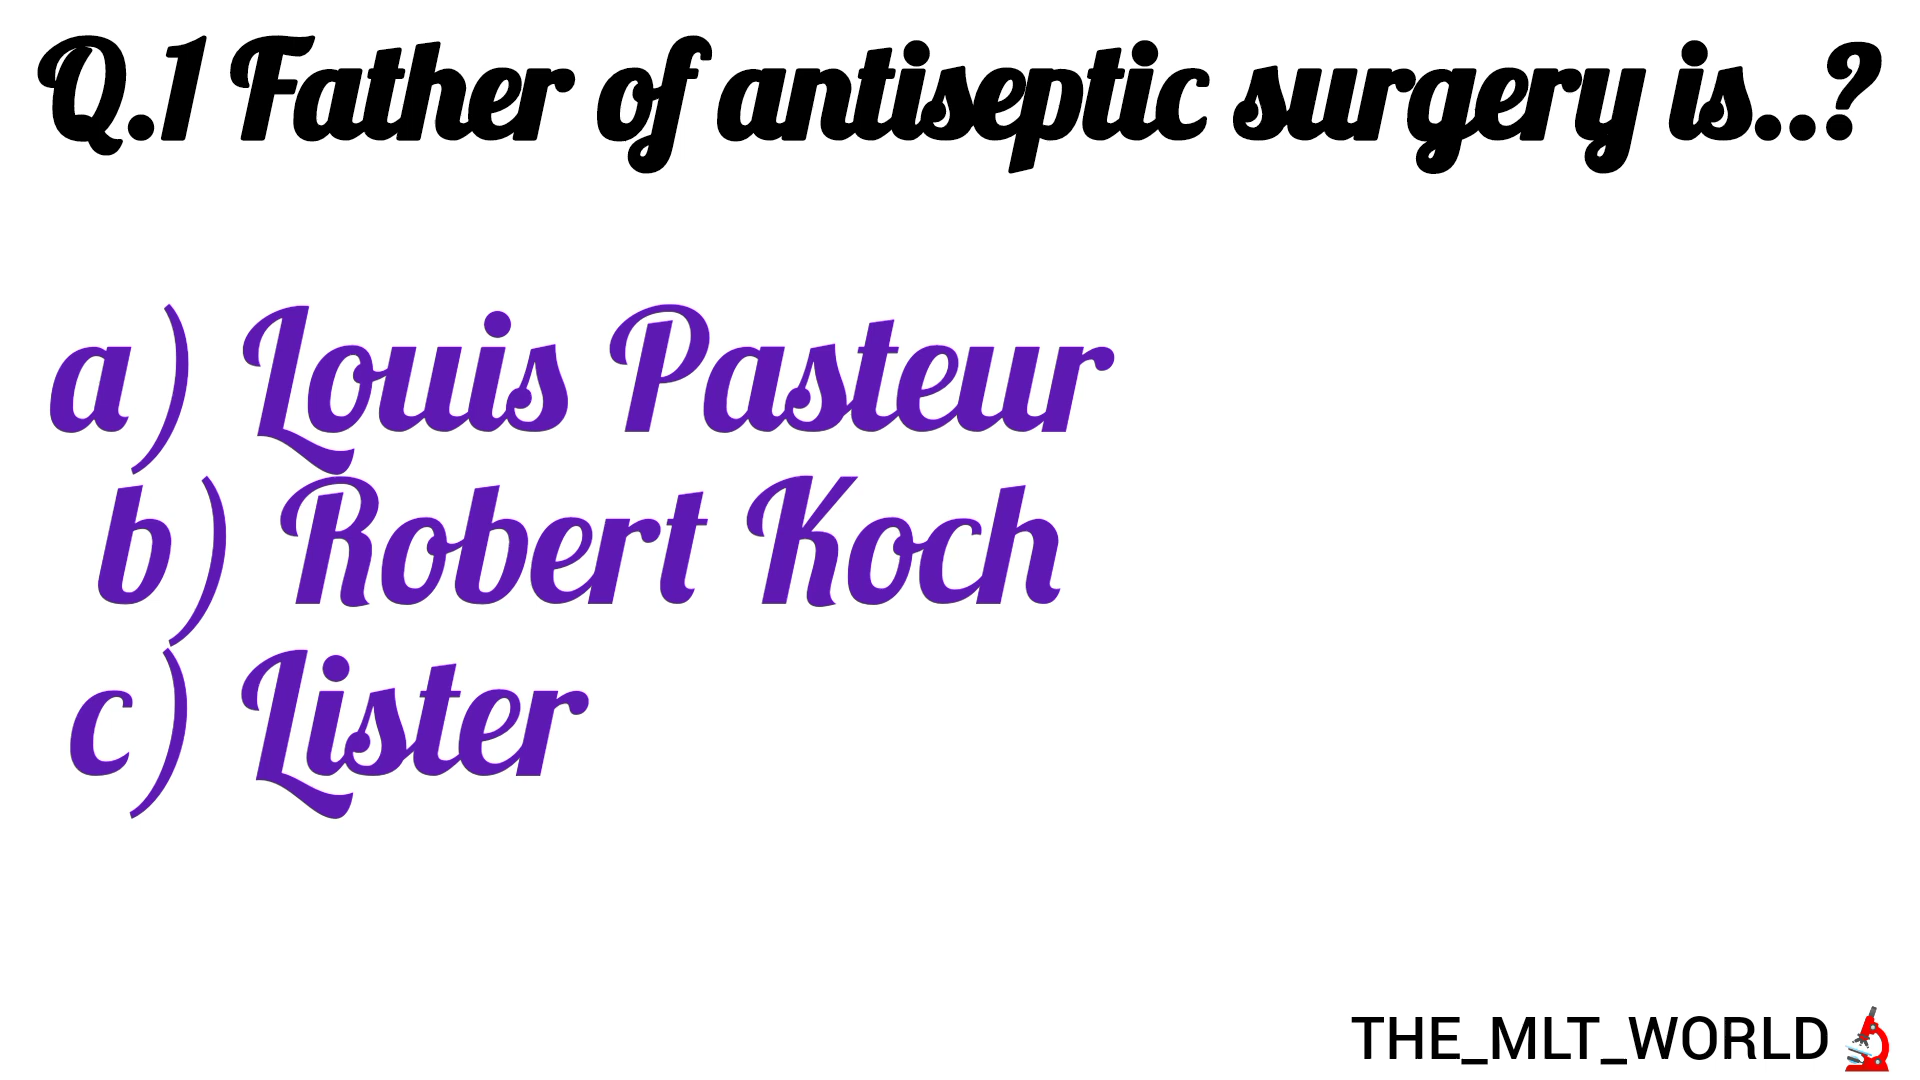 Q.1 Father of antiseptic surgery is..?
a) Louis Pasteur
b) Robert Koch
c) Lister
THE_MLT_WORLD